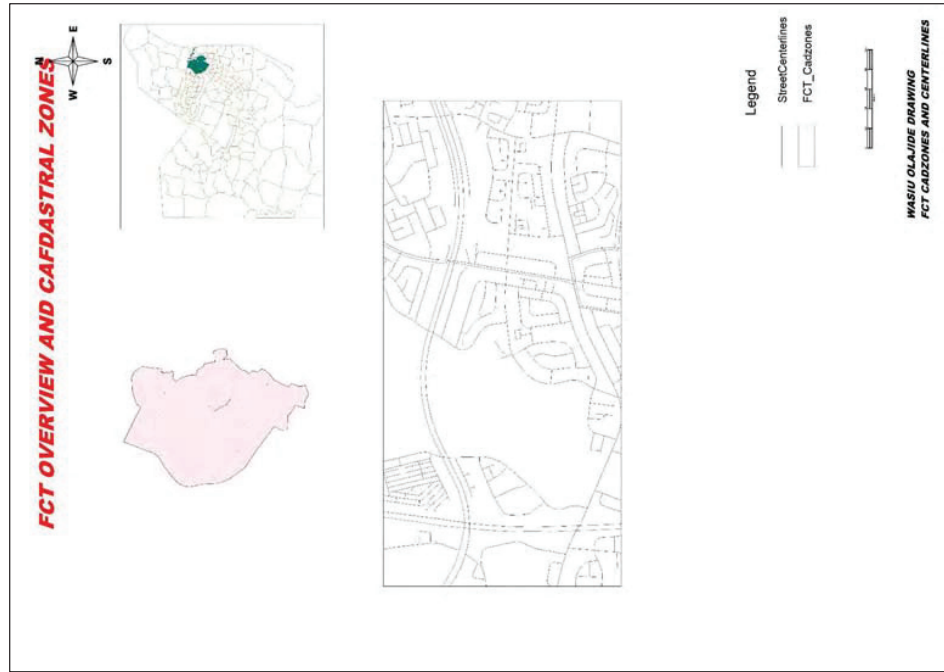 FCT OVERVIEW AND CAFDASTRAL ZONES
N
E
S
W
Legend
StreetCenterlines
FCT_Cadzones
WASIU OLAJIDE DRAWING
FCT CADZONES AND CENTERLINES